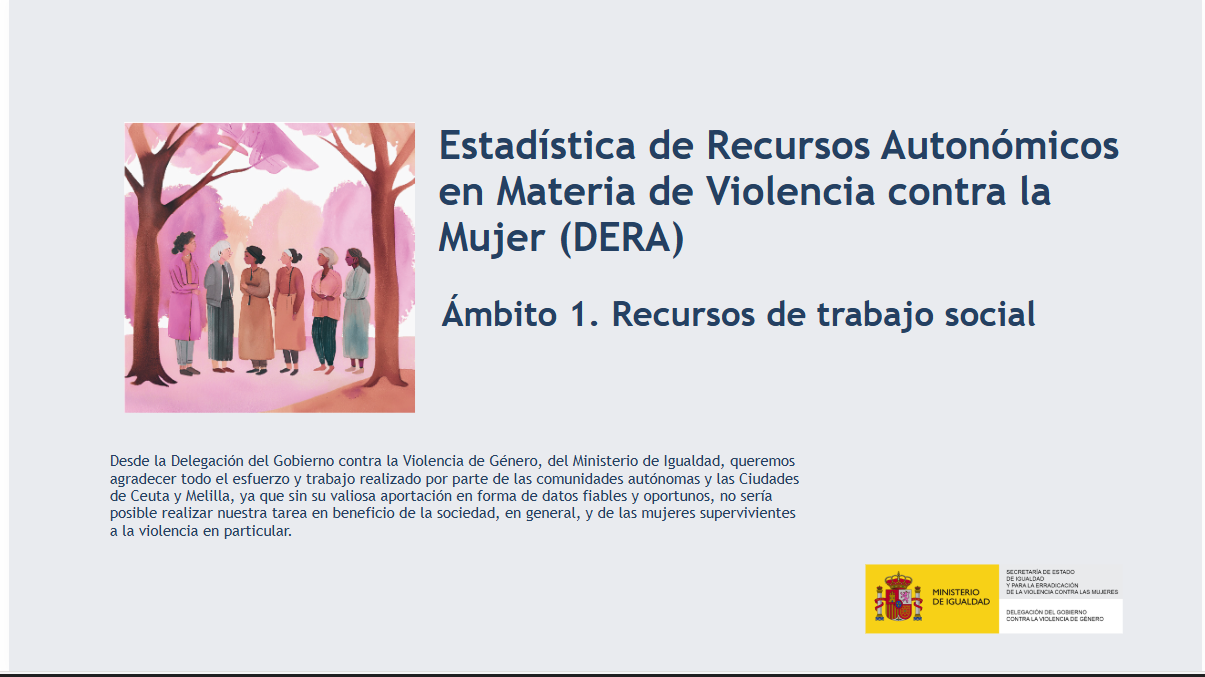 Estadística de Recursos Autonómicos
en Materia de Violencia contra la
Mujer (DERA)
Ámbito 1. Recursos de trabajo social
Desde la Delegación del Gobierno contra la Violencia de Género, del Ministerio de Igualdad, queremos
agradecer todo el esfuerzo y trabajo realizado por parte de las comunidades autónomas y las Ciudades
de Ceuta y Melilla, ya que sin su valiosa aportación en forma de datos fiables y oportunos, no sería
posible realizar nuestra tarea en beneficio de la sociedad, en general, y de las mujeres supervivientes
a la violencia en particular.
MINISTERIO
DE IGUALDAD
SECRETARÍA DE ESTADO
DE IGUALDAD
Y PARA LA ERRADICACIÓN
DE LA VIOLENCIA CONTRA LAS MUJERES
DELEGACIÓN DEL GOBIERNO
CONTRA LA VIOLENCIA DE GÉNERO